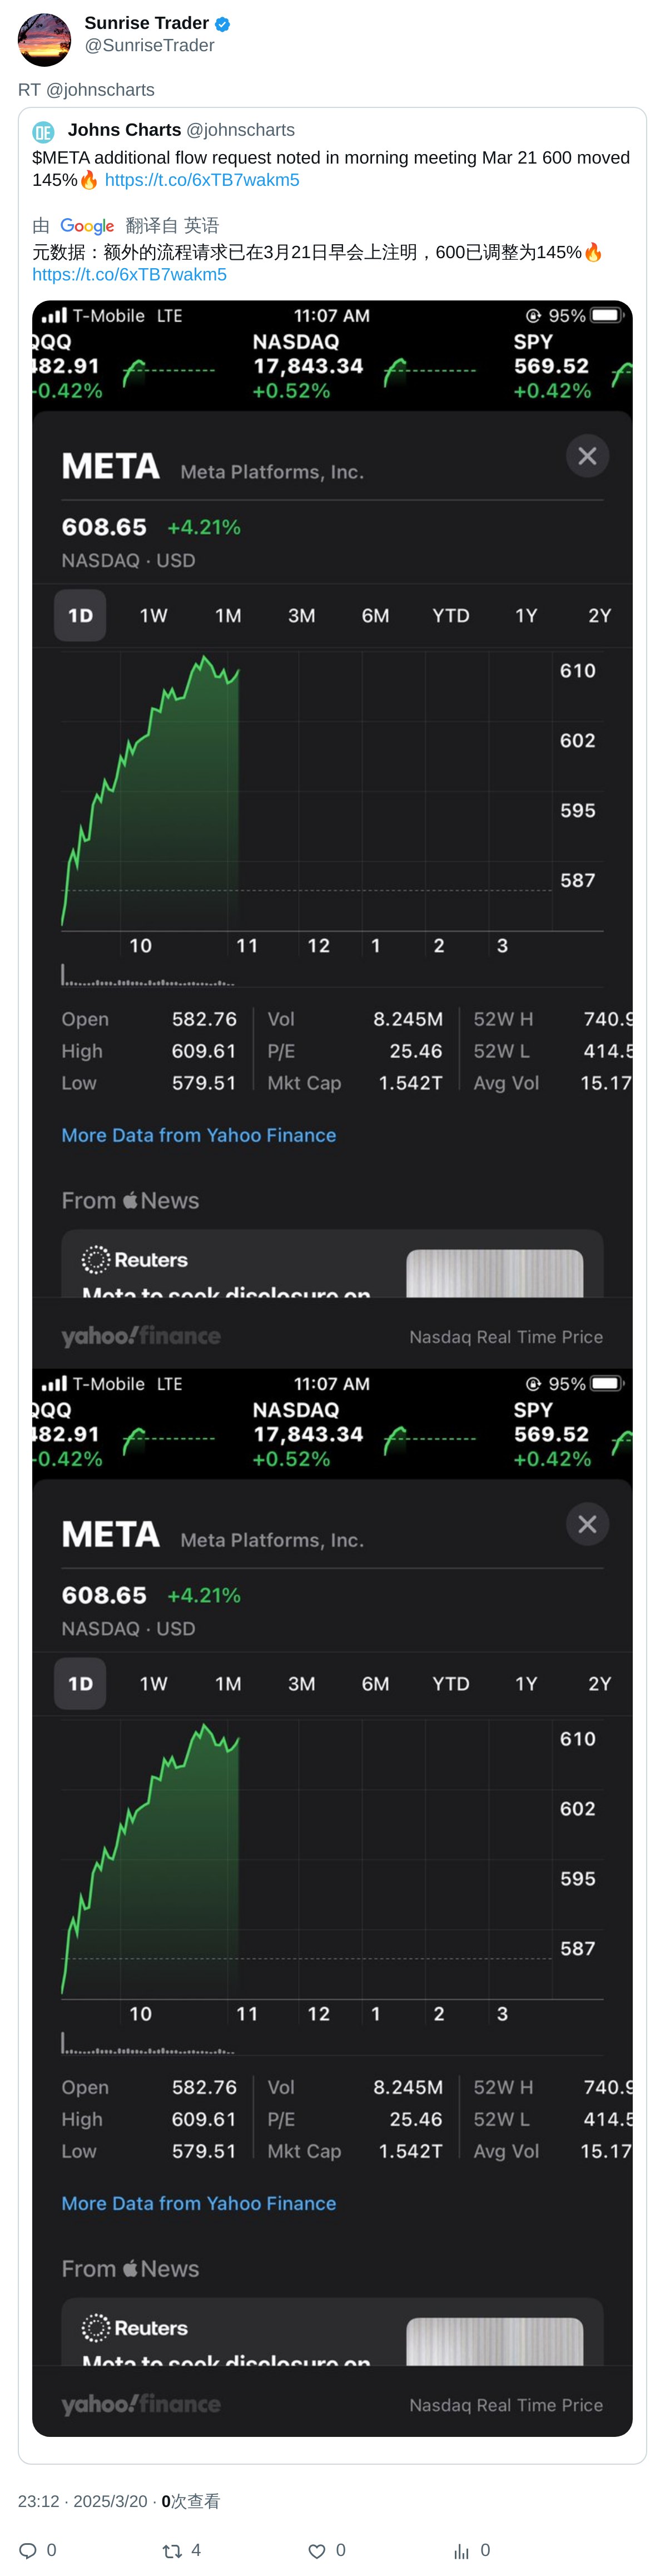 Sunrise Trader
@SunriseTrader
RT @johnscharts
Johns Charts @johnscharts
$META additional flow request noted in morning meeting Mar 21 600 moved
145%🔥 https://t.co/6xTB7wakm5
由 Google 翻译自 英语
元数据：额外的流程请求已在3月21日早会上注明，600已调整为145%🔥
https://t.co/6xTB7wakm5
T-Mobile LTE 11:07 AM 95%
QQQ NASDAQ SPY
482.91 17,843.34 569.52
+0.52% +0.42%
META Meta Platforms, Inc.
608.65 +4.21%
NASDAQ · USD
1D 1W 1M 3M 6M YTD 1Y 2Y
610
602
595
587
10 11 12 1 2 3
Open 582.76 Vol 8.245M 52W H 740.9
High 609.61 P/E 25.46 52W L 414.5
Low 579.51 Mkt Cap 1.542T Avg Vol 15.17
More Data from Yahoo Finance
From News
Reuters
Meta to seek disclosure on
yahoo!finance Nasdaq Real Time Price
T-Mobile LTE 11:07 AM 95%
QQQ NASDAQ SPY
482.91 17,843.34 569.52
+0.52% +0.42%
META Meta Platforms, Inc.
608.65 +4.21%
NASDAQ · USD
1D 1W 1M 3M 6M YTD 1Y 2Y
610
602
595
587
10 11 12 1 2 3
Open 582.76 Vol 8.245M 52W H 740.9
High 609.61 P/E 25.46 52W L 414.5
Low 579.51 Mkt Cap 1.542T Avg Vol 15.17
More Data from Yahoo Finance
From News
Reuters
Meta to seek disclosure on
yahoo!finance Nasdaq Real Time Price
23:12 · 2025/3/20 · 0次查看
0 4 0 0